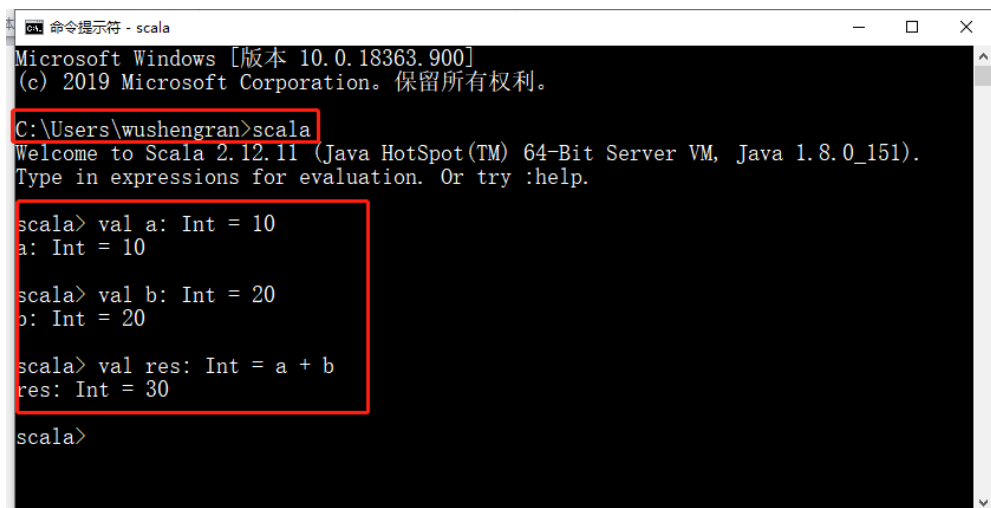 命令提示符 - scala
Microsoft Windows [版本 10.0.18363.900]
(c) 2019 Microsoft Corporation。保留所有权利。
C:\Users\wushengran>scala
Welcome to Scala 2.12.11 (Java HotSpot(TM) 64-Bit Server VM, Java 1.8.0_151).
Type in expressions for evaluation. Or try :help.
scala> val a: Int = 10
a: Int = 10
scala> val b: Int = 20
b: Int = 20
scala> val res: Int = a + b
res: Int = 30
scala>